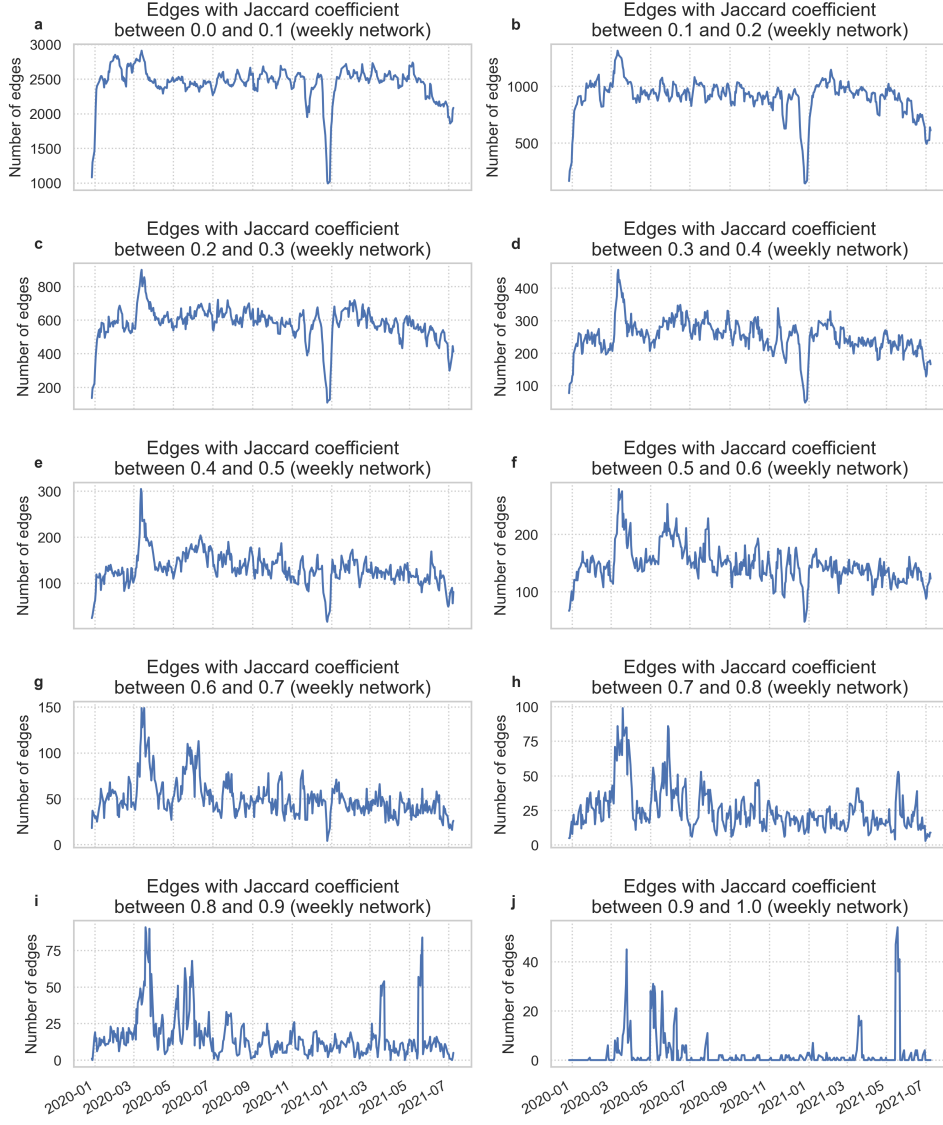 Edges with Jaccard coefficient
a between 0.0 and 0.1 (weekly network)
Number of edges
3000
2500
2000
1500
1000
Edges with Jaccard coefficient
b between 0.1 and 0.2 (weekly network)
Number of edges
1000
500
Edges with Jaccard coefficient
c between 0.2 and 0.3 (weekly network)
Number of edges
800
600
400
200
Edges with Jaccard coefficient
d between 0.3 and 0.4 (weekly network)
Number of edges
400
300
200
100
Edges with Jaccard coefficient
e between 0.4 and 0.5 (weekly network)
Number of edges
300
200
100
Edges with Jaccard coefficient
f between 0.5 and 0.6 (weekly network)
Number of edges
200
100
Edges with Jaccard coefficient
g between 0.6 and 0.7 (weekly network)
Number of edges
150
100
50
0
Edges with Jaccard coefficient
h between 0.7 and 0.8 (weekly network)
Number of edges
100
75
50
25
0
Edges with Jaccard coefficient
i between 0.8 and 0.9 (weekly network)
Number of edges
75
50
25
0
2020-01
2020-03
2020-05
2020-07
2020-09
2020-11
2021-01
2021-03
2021-05
2021-07
Edges with Jaccard coefficient
j between 0.9 and 1.0 (weekly network)
Number of edges
40
20
0
2020-01
2020-03
2020-05
2020-07
2020-09
2020-11
2021-01
2021-03
2021-05
2021-07